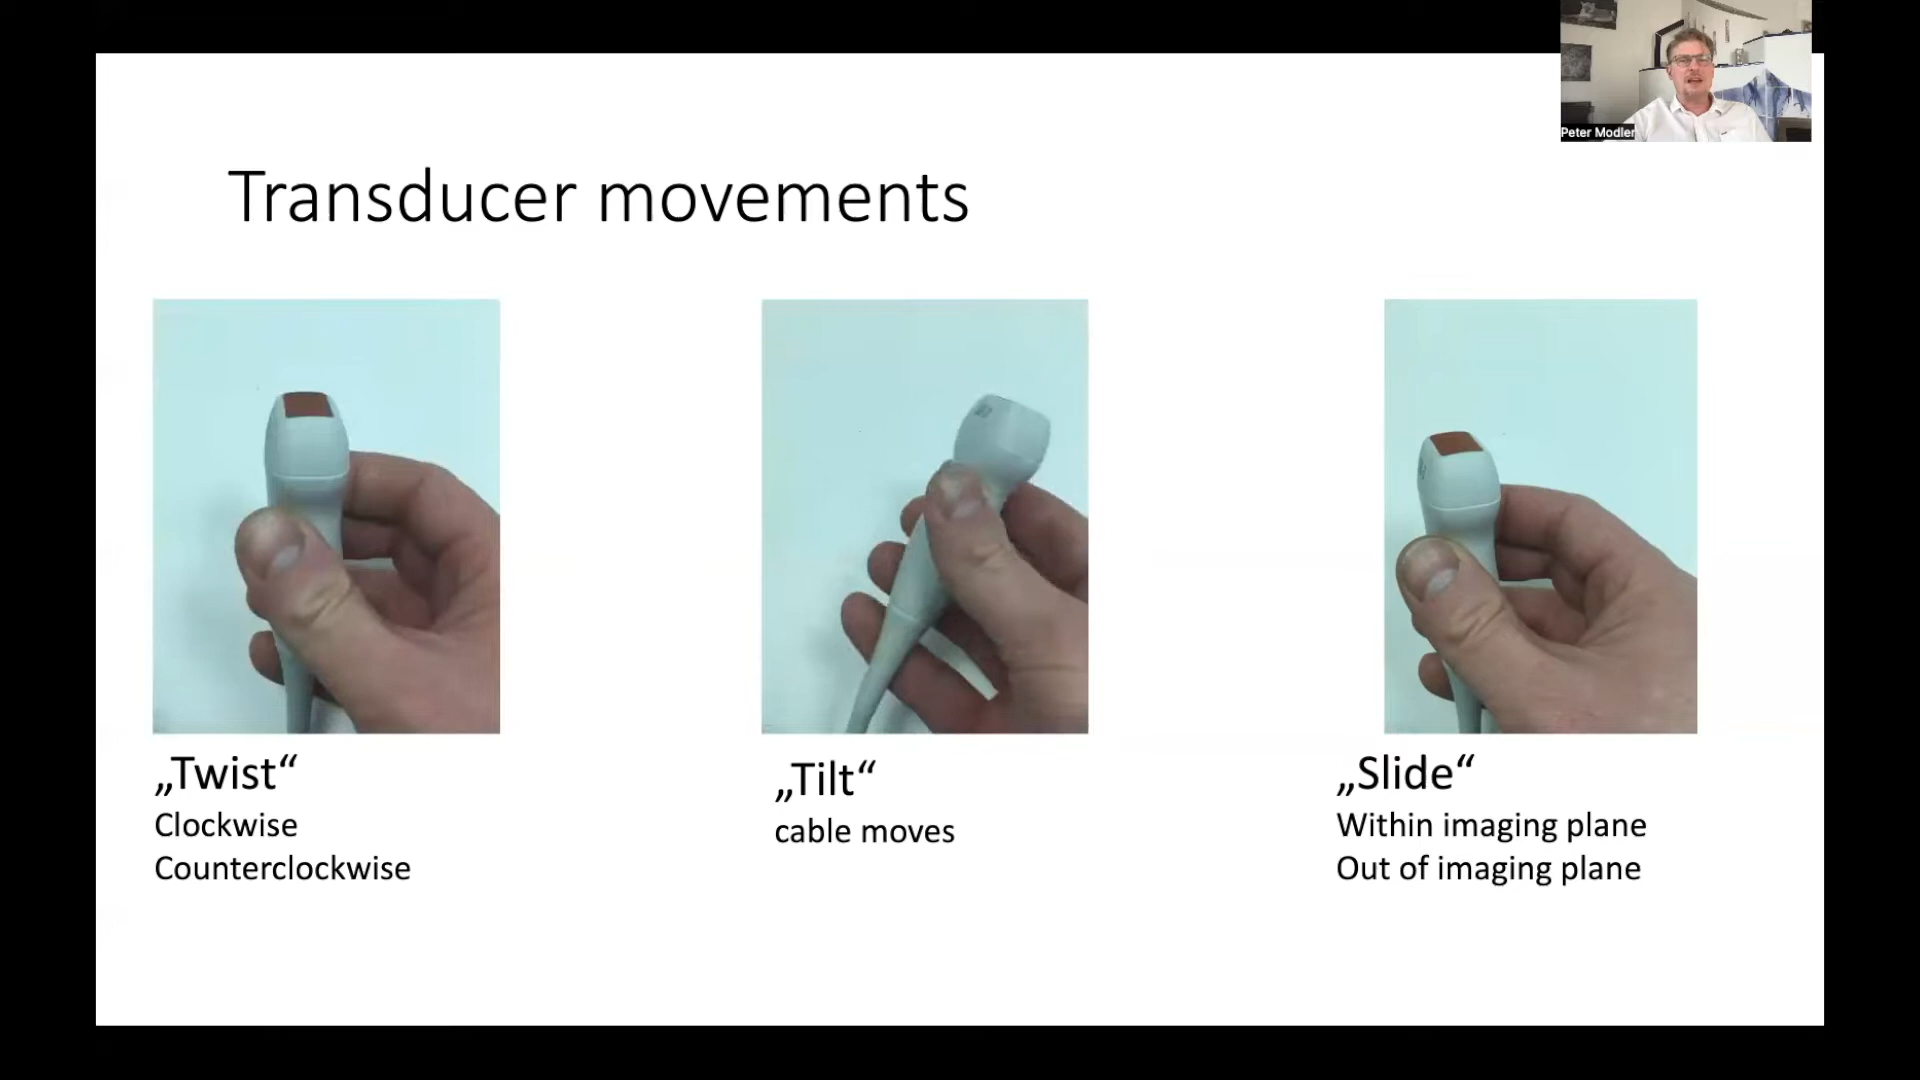 Peter Modler
Transducer movements
„Twist“
Clockwise
Counterclockwise
„Tilt“
cable moves
„Slide“
Within imaging plane
Out of imaging plane